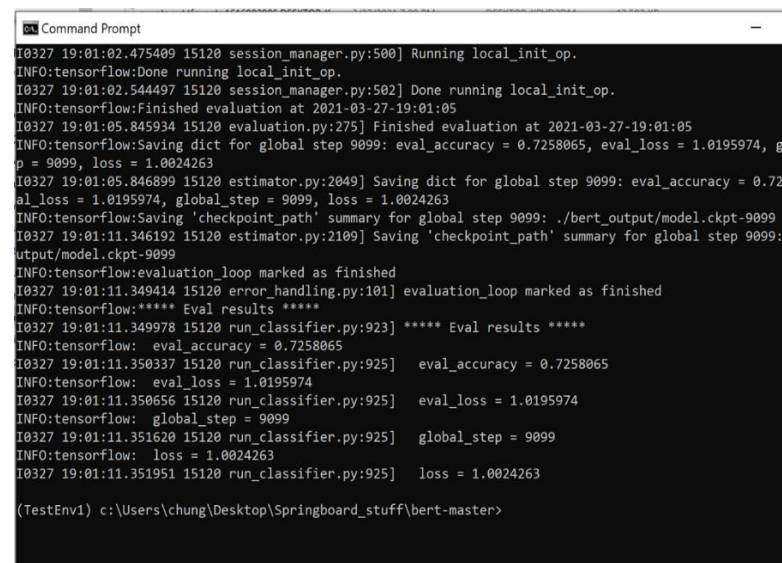 Command Prompt
I0327 19:01:02.475409 15120 session_manager.py:500] Running local_init_op.
INFO:tensorflow:Done running local_init_op.
I0327 19:01:02.544497 15120 session_manager.py:502] Done running local_init_op.
INFO:tensorflow:Finished evaluation at 2021-03-27-19:01:05
I0327 19:01:05.845934 15120 evaluation.py:275] Finished evaluation at 2021-03-27-19:01:05
INFO:tensorflow:Saving dict for global step 9099: eval_accuracy = 0.7258065, eval_loss = 1.0195974, g
p = 9099, loss = 1.0024263
I0327 19:01:05.846899 15120 estimator.py:2049] Saving dict for global step 9099: eval_accuracy = 0.72
al_loss = 1.0195974, global_step = 9099, loss = 1.0024263
INFO:tensorflow:Saving 'checkpoint_path' summary for global step 9099: ./bert_output/model.ckpt-9099
I0327 19:01:11.346192 15120 estimator.py:2109] Saving 'checkpoint_path' summary for global step 9099:
utput/model.ckpt-9099
INFO:tensorflow:evaluation_loop marked as finished
I0327 19:01:11.349414 15120 error_handling.py:101] evaluation_loop marked as finished
INFO:tensorflow:***** Eval results *****
I0327 19:01:11.349978 15120 run_classifier.py:923] ***** Eval results *****
INFO:tensorflow:  eval_accuracy = 0.7258065
I0327 19:01:11.350337 15120 run_classifier.py:925]   eval_accuracy = 0.7258065
INFO:tensorflow:  eval_loss = 1.0195974
I0327 19:01:11.350656 15120 run_classifier.py:925]   eval_loss = 1.0195974
INFO:tensorflow:  global_step = 9099
I0327 19:01:11.351620 15120 run_classifier.py:925]   global_step = 9099
INFO:tensorflow:  loss = 1.0024263
I0327 19:01:11.351951 15120 run_classifier.py:925]   loss = 1.0024263
(TestEnv1) c:\Users\chung\Desktop\Springboard_stuff\bert-master>